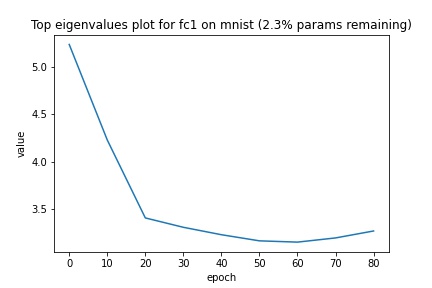 Top eigenvalues plot for fc1 on mnist (2.3% params remaining)
value
5.0
4.5
4.0
3.5
0 10 20 30 40 50 60 70 80
epoch